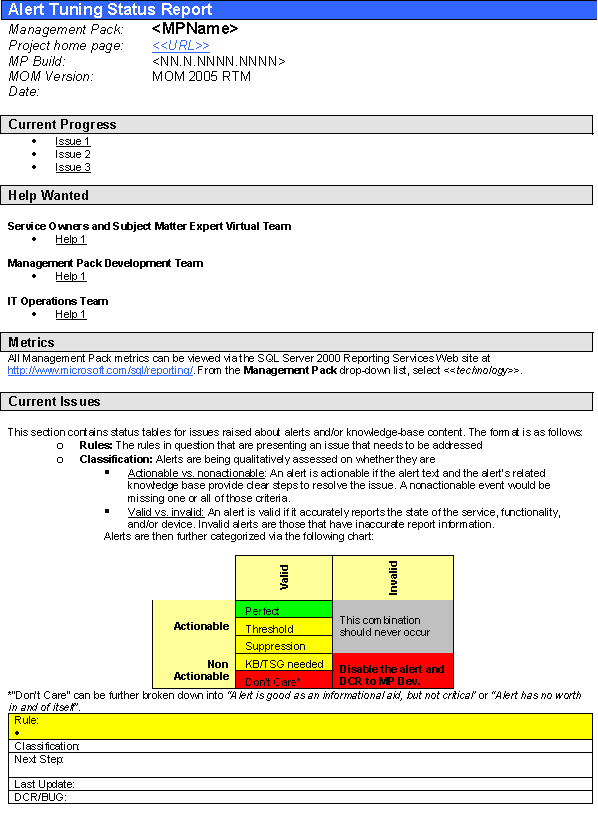 Alert Tuning Status Report
Management Pack: <MPName>
Project home page: <<URL>>
MP Build: <NN.N.NNNN.NNNN>
MOM Version: MOM 2005 RTM
Date:
Current Progress
• Issue 1
• Issue 2
• Issue 3
Help Wanted
Service Owners and Subject Matter Expert Virtual Team
• Help 1
Management Pack Development Team
• Help 1
IT Operations Team
• Help 1
Metrics
All Management Pack metrics can be viewed via the SQL Server 2000 Reporting Services Web site at
http://www.microsoft.com/sql/reporting/. From the Management Pack drop-down list, select <<technology>>.
Current Issues
This section contains status tables for issues raised about alerts and/or knowledge-base content. The format is as follows:
o Rules: The rules in question that are presenting an issue that needs to be addressed
o Classification: Alerts are being qualitatively assessed on whether they are
▪ Actionable vs. nonactionable: An alert is actionable if the alert text and the alert's related
knowledge base provide clear steps to resolve the issue. A nonactionable event would be
missing one or all of those criteria.
▪ Valid vs. invalid: An alert is valid if it accurately reports the state of the service, functionality,
and/or device. Invalid alerts are those that have inaccurate report information.
Alerts are then further categorized via the following chart:
Valid
Invalid
Actionable
Perfect
Threshold
Suppression
This combination
should never occur
Non
Actionable
KB/TSG needed
Don't Care*
Disable the alert and
DCR to MP Dev.
*"Don't Care" can be further broken down into "Alert is good as an informational aid, but not critical' or "Alert has no worth
in and of itself".
Rule:
•
Classification:
Next Step:
Last Update:
DCR/BUG: